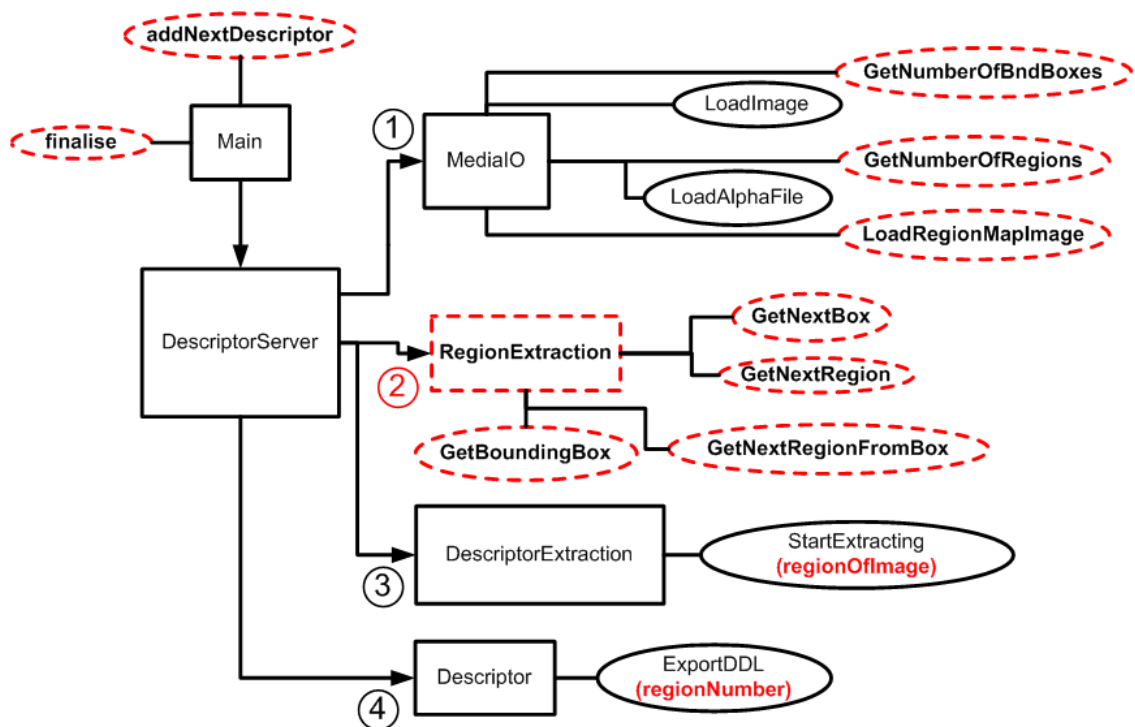 addNextDescriptor
finalise
Main
1
MediaIO
GetNumberOfBndBoxes
LoadImage
GetNumberOfRegions
LoadAlphaFile
LoadRegionMapImage
DescriptorServer
2
RegionExtraction
GetNextBox
GetNextRegion
GetBoundingBox
GetNextRegionFromBox
3
DescriptorExtraction
StartExtracting
(regionOfImage)
4
Descriptor
ExportDDL
(regionNumber)